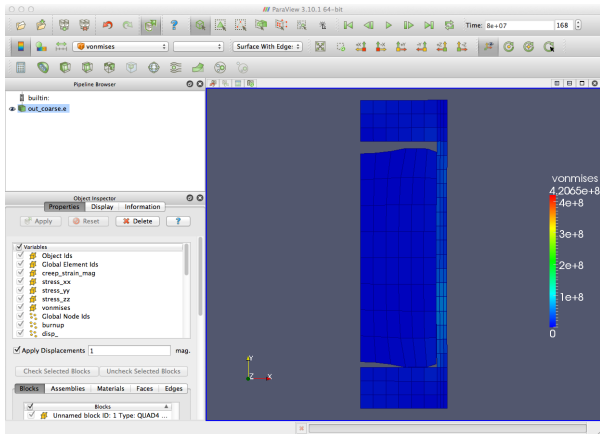 ParaView 3.10.1 64-bit
Time: 8e+07
168
vonmises
Surface With Edge:
Pipeline Browser
builtin:
out_coarse.e
Object Inspector
Properties
Display
Information
Apply
Reset
Delete
?
Variables
Object Ids
Global Element Ids
creep_strain_mag
stress_xx
stress_yy
stress_zz
vonmises
Global Node Ids
burnup
disp_
Apply Displacements 1 mag.
Check Selected Blocks
Uncheck Selected Blocks
Blocks
Assemblies
Materials
Faces
Edges
Blocks
Unnamed block ID: 1 Type: QUAD4 ...
vonmises
4.2065e+8
4e+8
3e+8
2e+8
1e+8
0
Y
Z
X